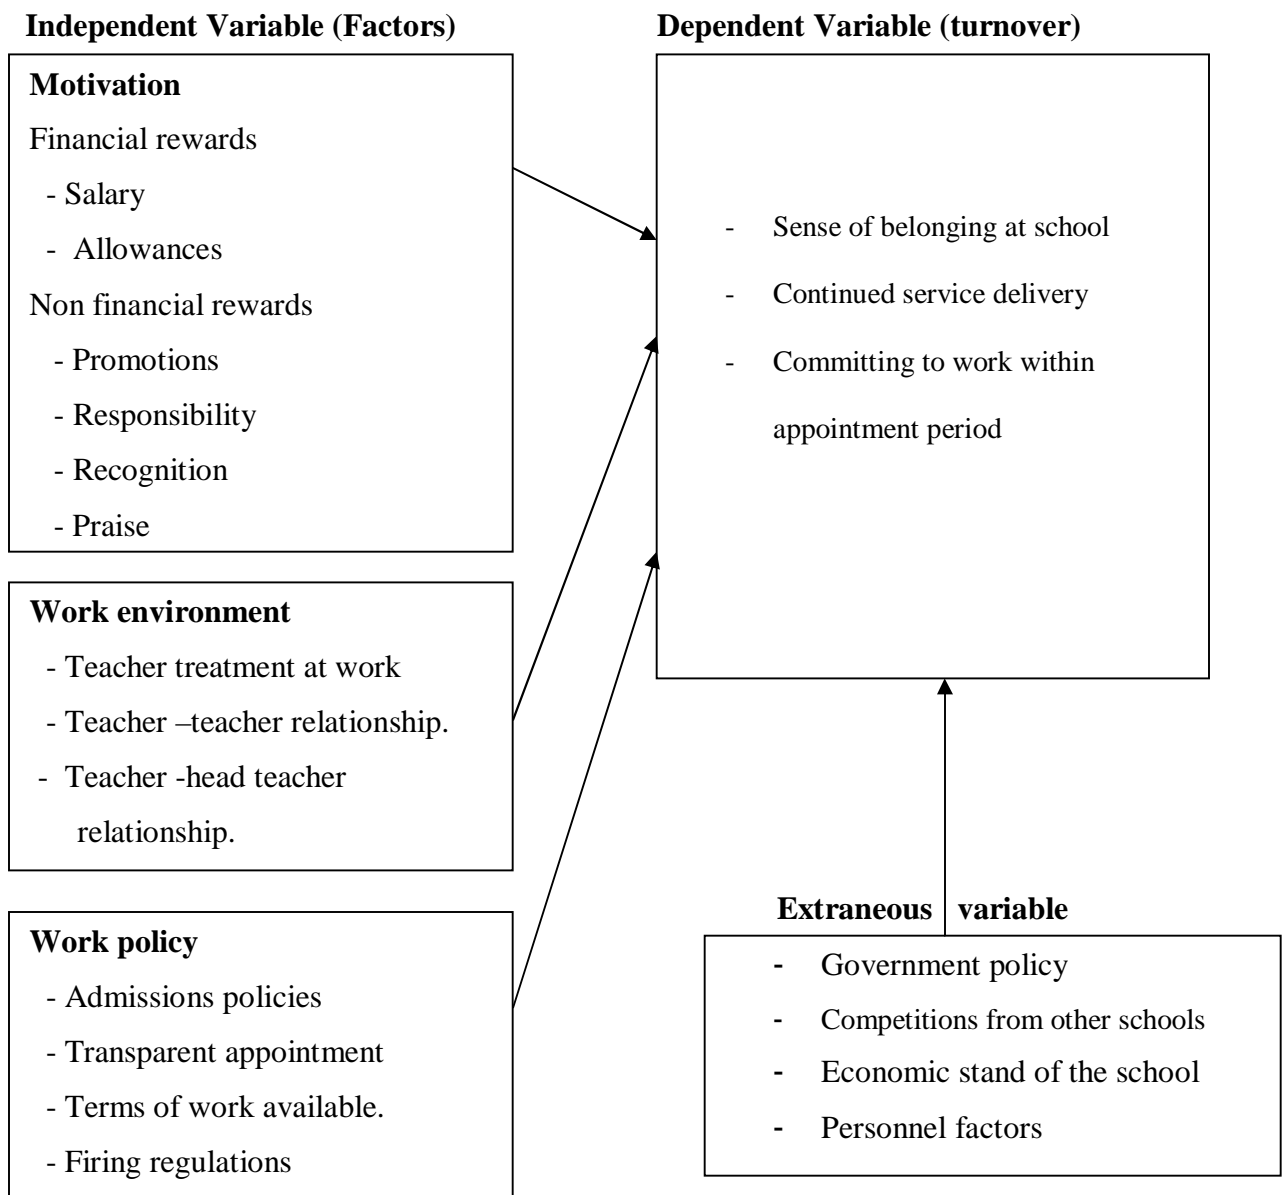 Independent Variable (Factors)
Dependent Variable (turnover)
Motivation
Financial rewards
- Salary
- Allowances
Non financial rewards
- Promotions
- Responsibility
- Recognition
- Praise
Work environment
- Teacher treatment at work
- Teacher –teacher relationship.
- Teacher -head teacher
relationship.
Work policy
- Admissions policies
- Transparent appointment
- Terms of work available.
- Firing regulations
- Sense of belonging at school
- Continued service delivery
- Committing to work within
appointment period
Extraneous variable
- Government policy
- Competitions from other schools
- Economic stand of the school
- Personnel factors